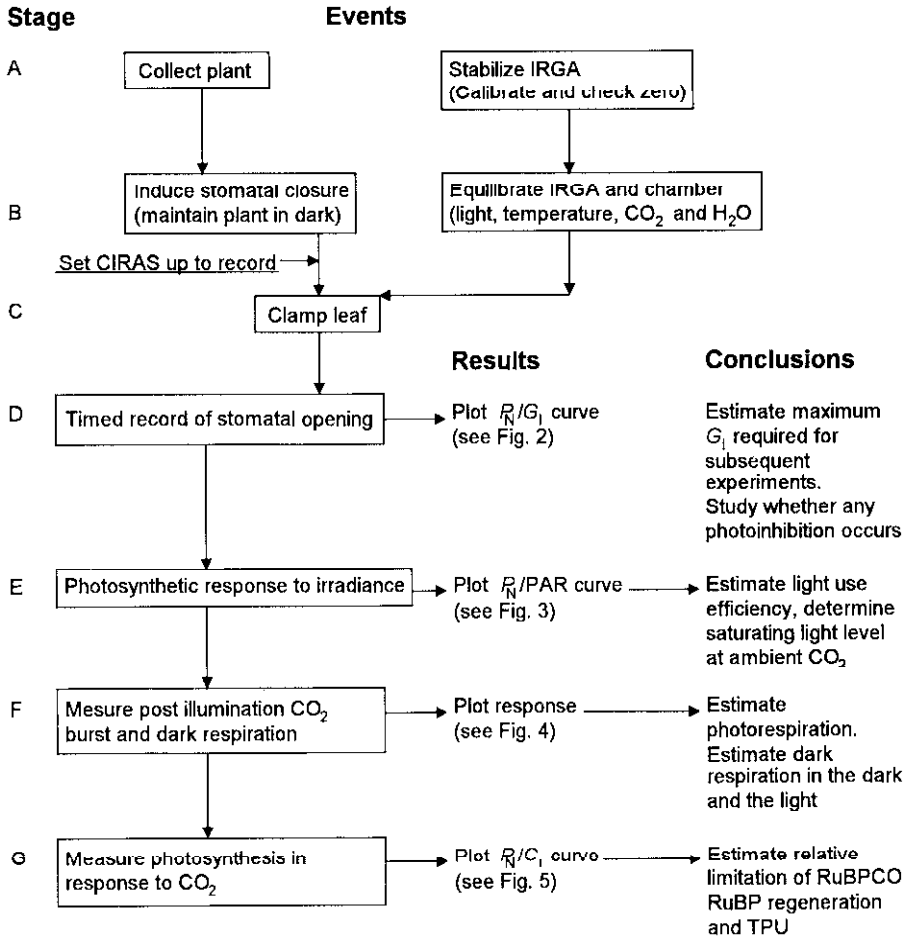 Stage
Events
A
Collect plant
Stabilize IRGA
(Calibrate and check zero)
B
Induce stomatal closure
(maintain plant in dark)
Equilibrate IRGA and chamber
(light, temperature, CO₂ and H₂O
Set CIRAS up to record
C
Clamp leaf
Results
Conclusions
D
Timed record of stomatal opening
Plot P_N/G_I curve
(see Fig. 2)
Estimate maximum
G_I required for
subsequent
experiments.
Study whether any
photoinhibition occurs
E
Photosynthetic response to irradiance
Plot P_N/PAR curve
(see Fig. 3)
Estimate light use
efficiency, determine
saturating light level
at ambient CO₂
F
Mesure post illumination CO₂
burst and dark respiration
Plot response
(see Fig. 4)
Estimate
photorespiration.
Estimate dark
respiration in the dark
and the light
G
Measure photosynthesis in
response to CO₂
Plot P_N/C_I curve
(see Fig. 5)
Estimate relative
limitation of RuBPCO
RuBP regeneration
and TPU